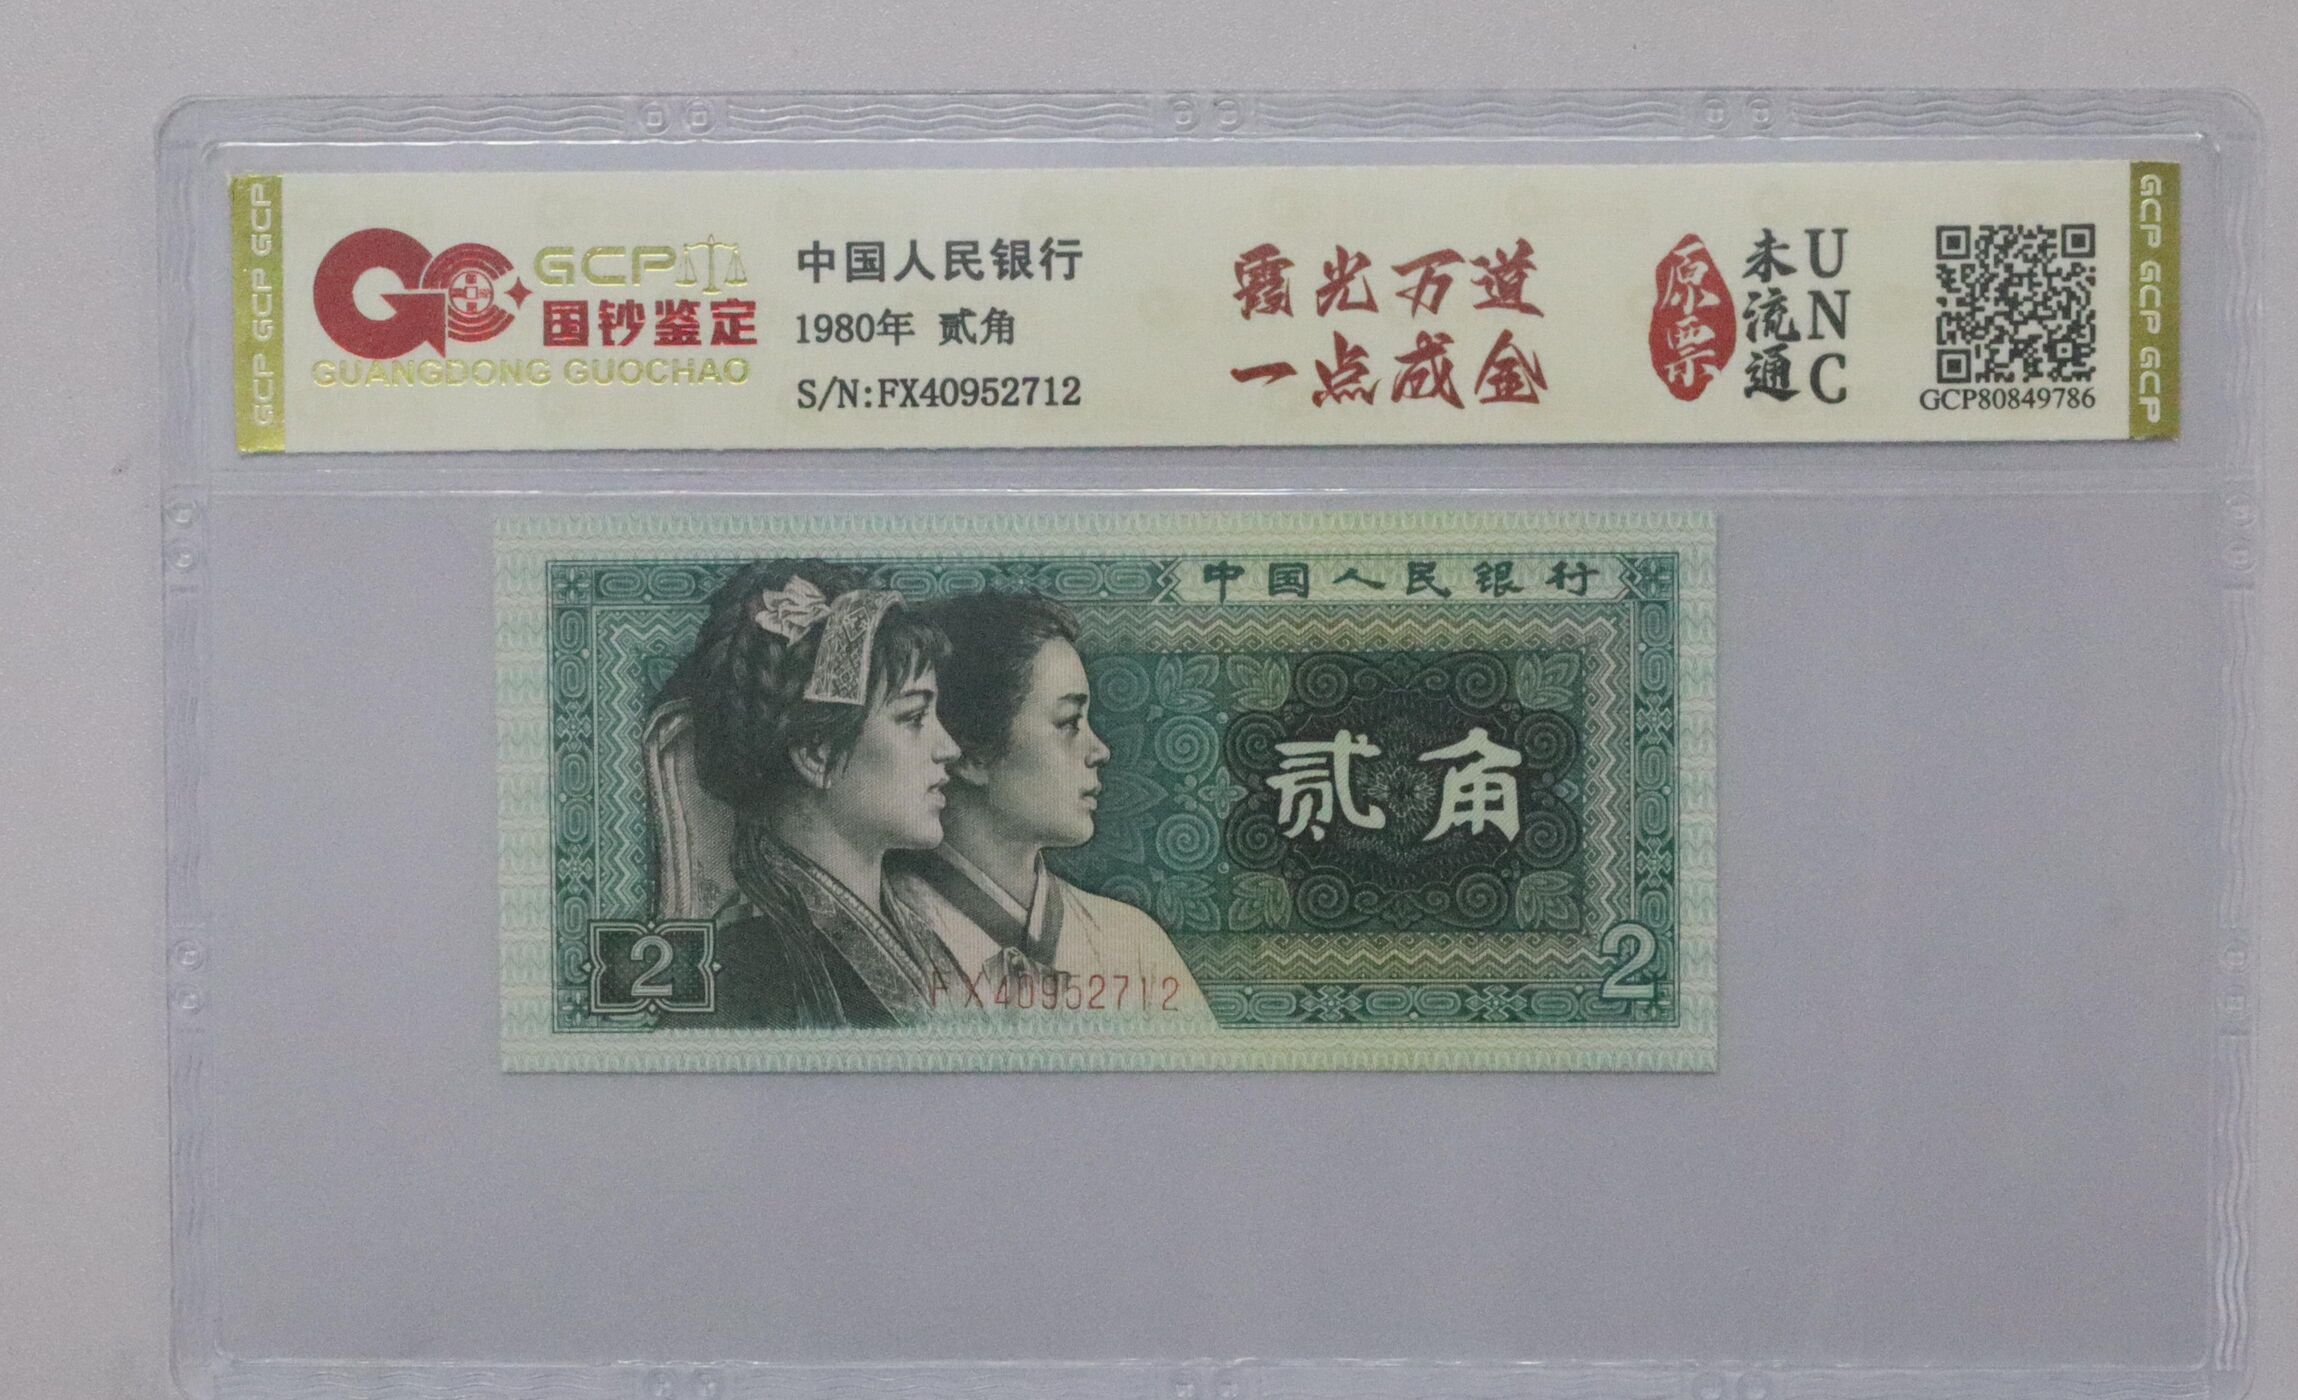 GCP GCP GCP
GCP
国钞鉴定
GUANGDONG GUOCHAO
中国人民银行
1980年 贰角
S/N:FX40952712
霞光万道
一点成金
原票
未流通
UNC
GCP80849786
GCP GCP GCP
中国人民银行
贰角
2
FX40952712
2